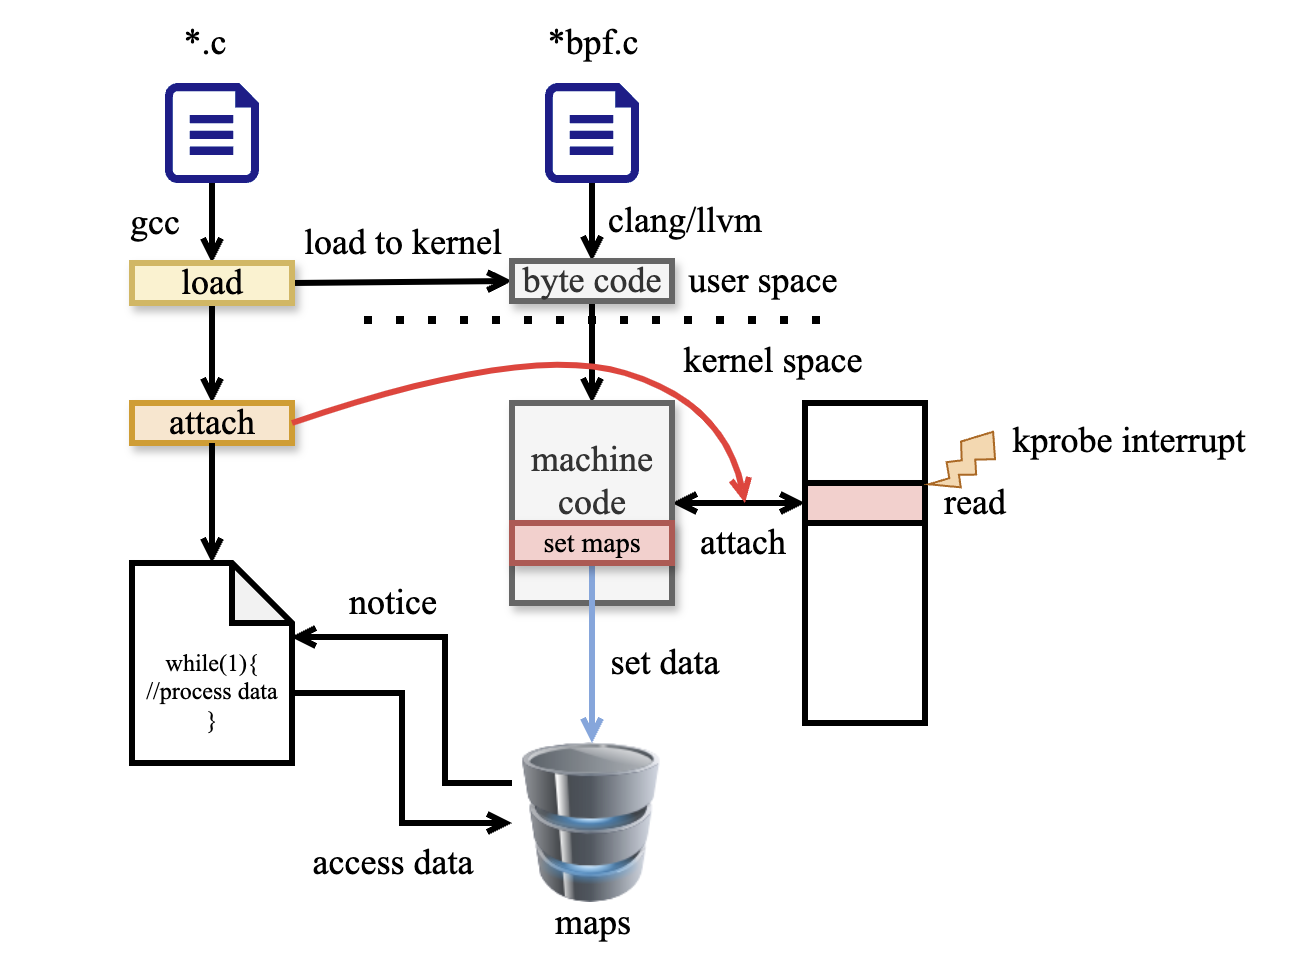 *.c
*bpf.c
gcc
clang/llvm
load to kernel
load
byte code
user space
kernel space
attach
machine
code
set maps
attach
kprobe interrupt
read
notice
while(1){
//process data
}
set data
access data
maps